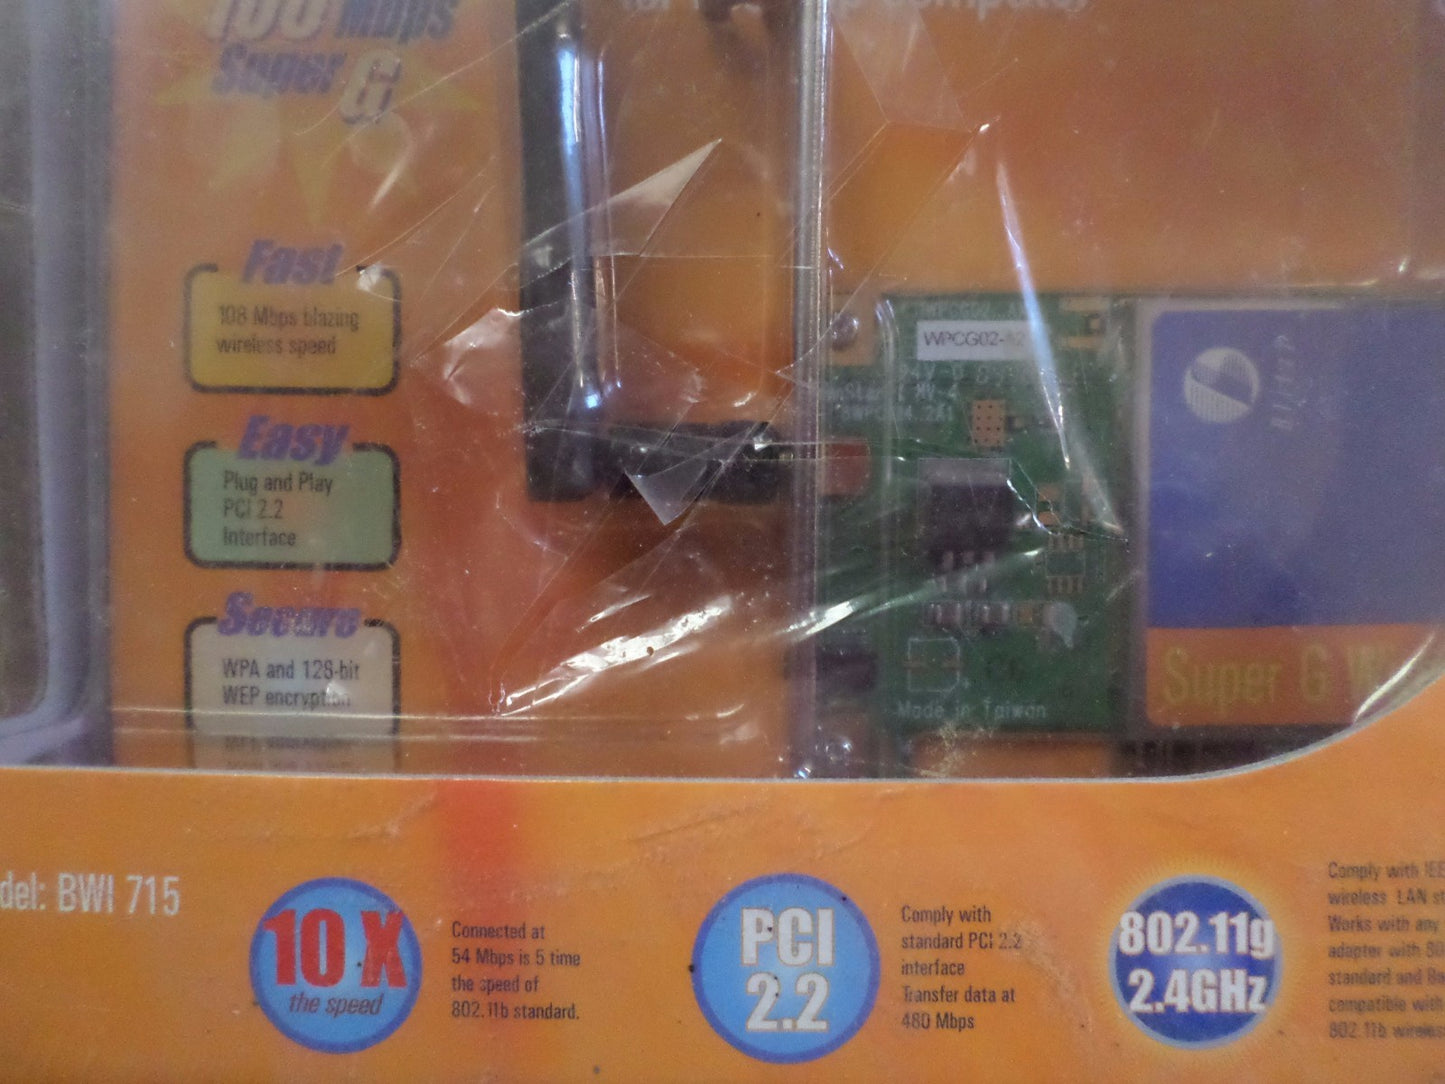 108 Mbps
Super G
Fast
108 Mbps blazing
wireless speed
Easy
Plug and Play
PCI 2.2
Interface
Secure
WPA and 128-bit
WEP encryption
WPCG02-
Made in Taiwan
Super G
BWI 715
10 X
the speed
Connected at
54 Mbps is 5 time
the speed of
802.11b standard.
PCI
2.2
Comply with
standard PCI 2.2
interface
Transfer data at
480 Mbps
802.11g
2.4GHz
Comply with
wireless LAN
Works with any
adapter with
standard and
compatible with
802.11b